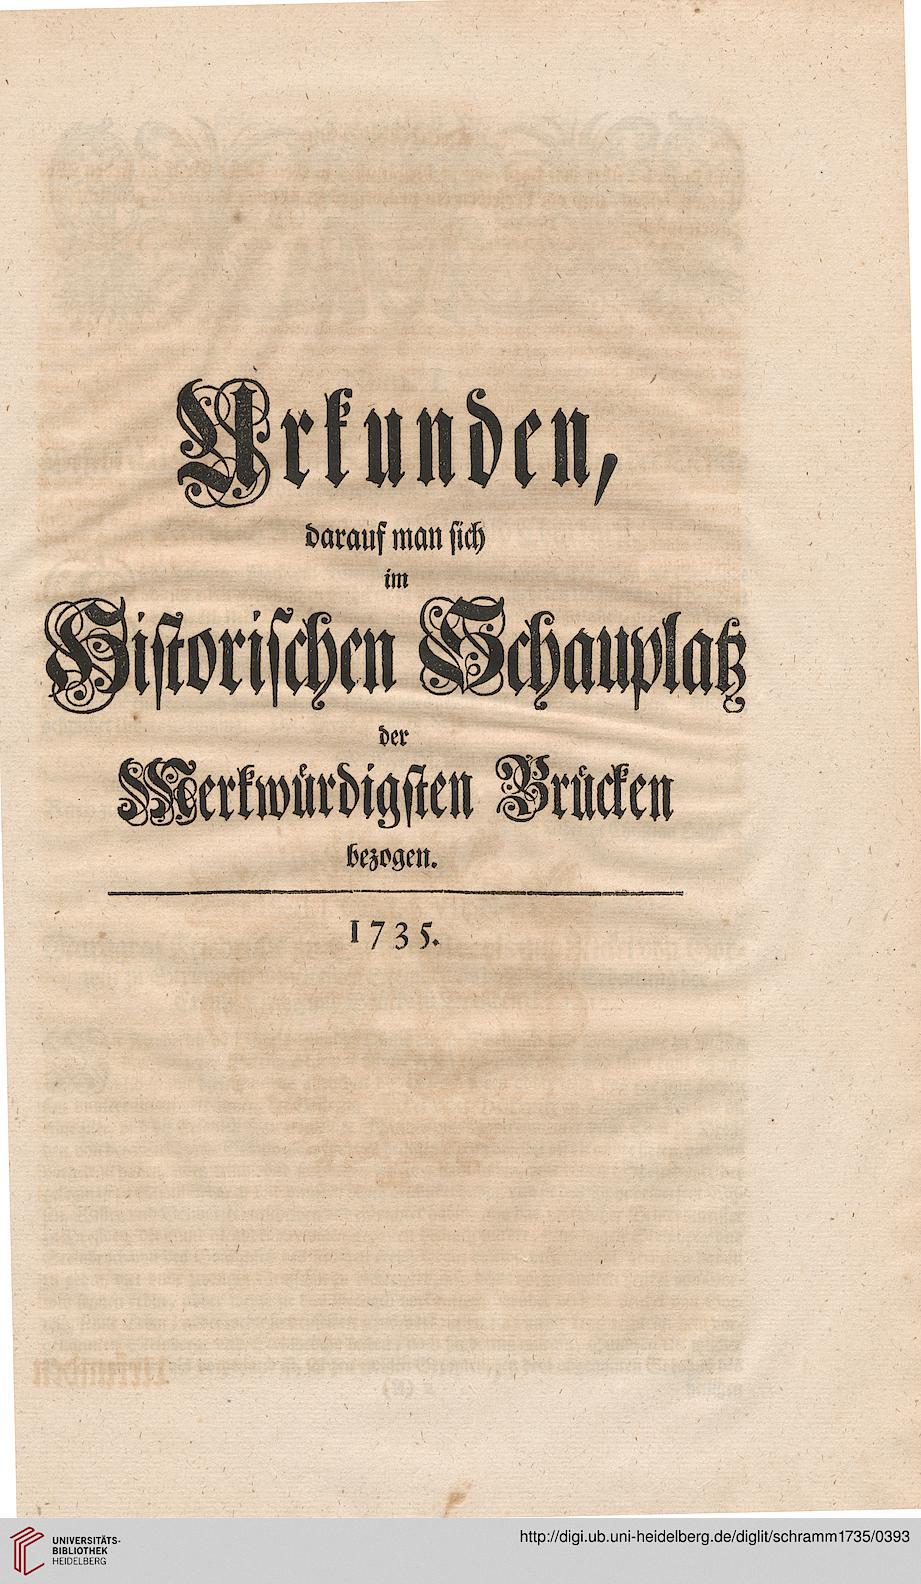 Urkunden,
darauf man sich
im
Historischen Schauplatz
der
Merkwürdigsten Brücken
bezogen.
1735.
UNIVERSITÄTS-
BIBLIOTHEK
HEIDELBERG
http://digi.ub.uni-heidelberg.de/diglit/schramm1735/0393